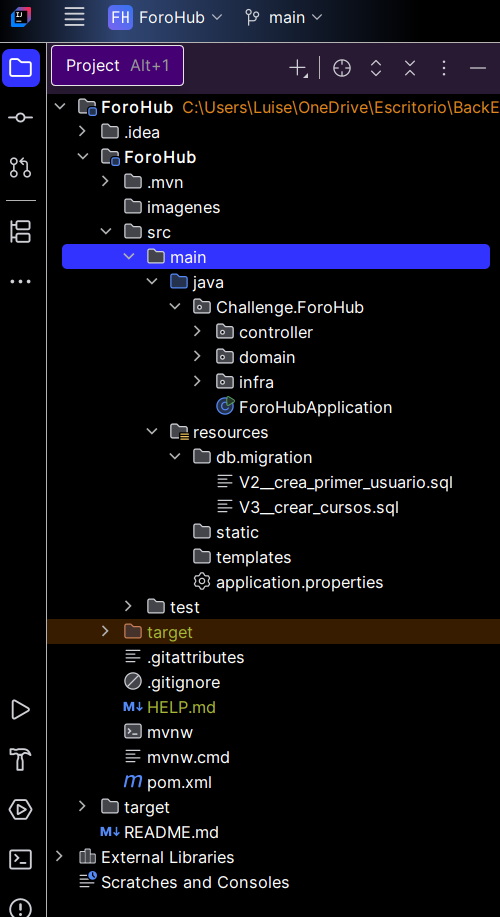 FH ForoHub main
Project Alt+1
ForoHub C:\Users\Luise\OneDrive\Escritorio\BackE
.idea
ForoHub
.mvn
imagenes
src
main
java
Challenge.ForoHub
controller
domain
infra
ForoHubApplication
resources
db.migration
V2__crea_primer_usuario.sql
V3__crear_cursos.sql
static
templates
application.properties
test
target
.gitattributes
.gitignore
M↓ HELP.md
mvnw
mvnw.cmd
m pom.xml
target
M↓ README.md
External Libraries
Scratches and Consoles